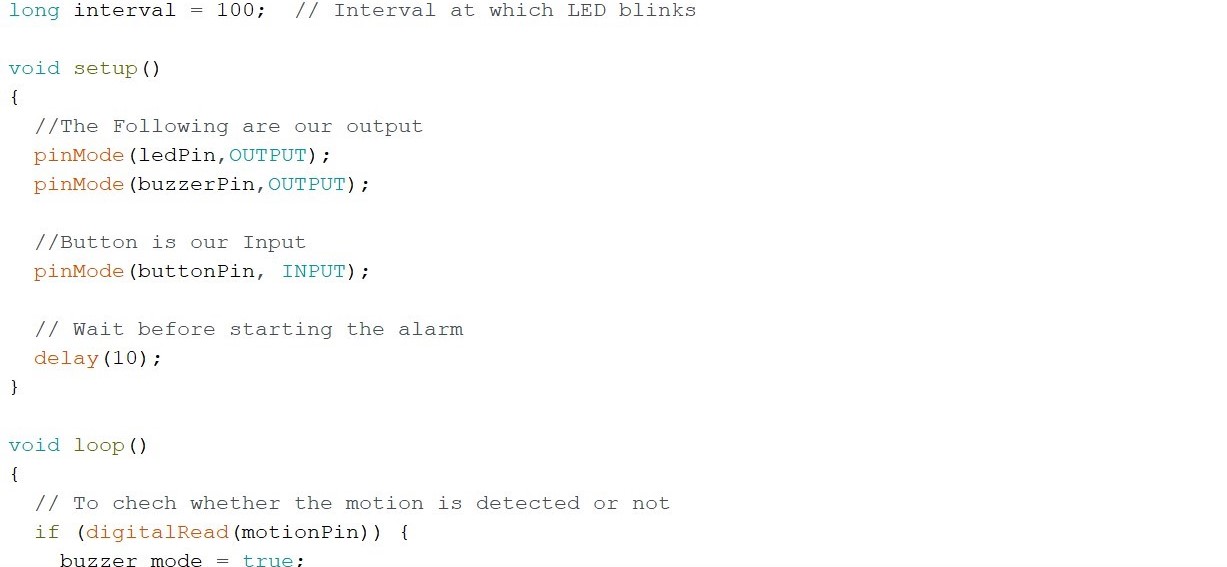 long interval = 100;  // Interval at which LED blinks
void setup()
{
  //The Following are our output
  pinMode(ledPin,OUTPUT);
  pinMode(buzzerPin,OUTPUT);
  //Button is our Input
  pinMode(buttonPin, INPUT);
  // Wait before starting the alarm
  delay(10);
}
void loop()
{
  // To chech whether the motion is detected or not
  if (digitalRead(motionPin)) {
    buzzer mode = true;